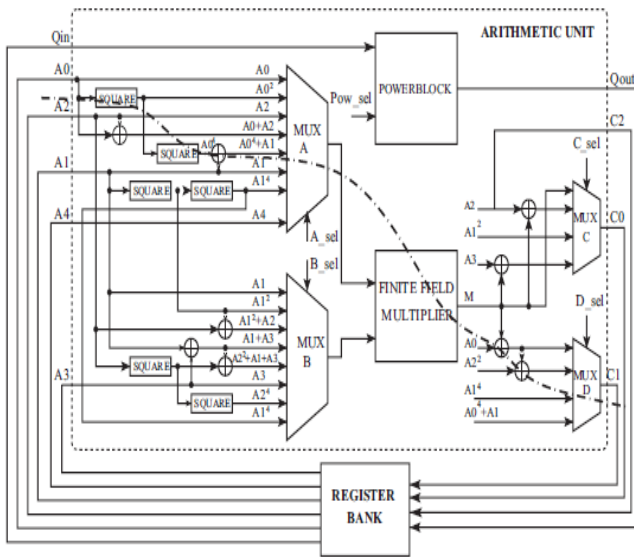 Qin
ARITHMETIC UNIT
A0
A0
SQUARE
A0²
POWERBLOCK
Qout
A2
A2
Pow_sel
C2
A0+A2
MUX
A
C_sel
SQUARE
A0⁴
A0⁴+A1
A1
A1
SQUARE
SQUARE
A1⁴
A2
MUX
C
C0
A4
A4
A_sel
A1²
B_sel
A3
A1
FINITE FIELD
MULTIPLIER
M
D_sel
A1²
A1²+A2
A1+A3
MUX
B
A0
A2²+A1+A3
A2²
MUX
D
C1
SQUARE
A3
A3
SQUARE
A2⁴
A1⁴
A1⁴
A0⁴+A1
REGISTER
BANK